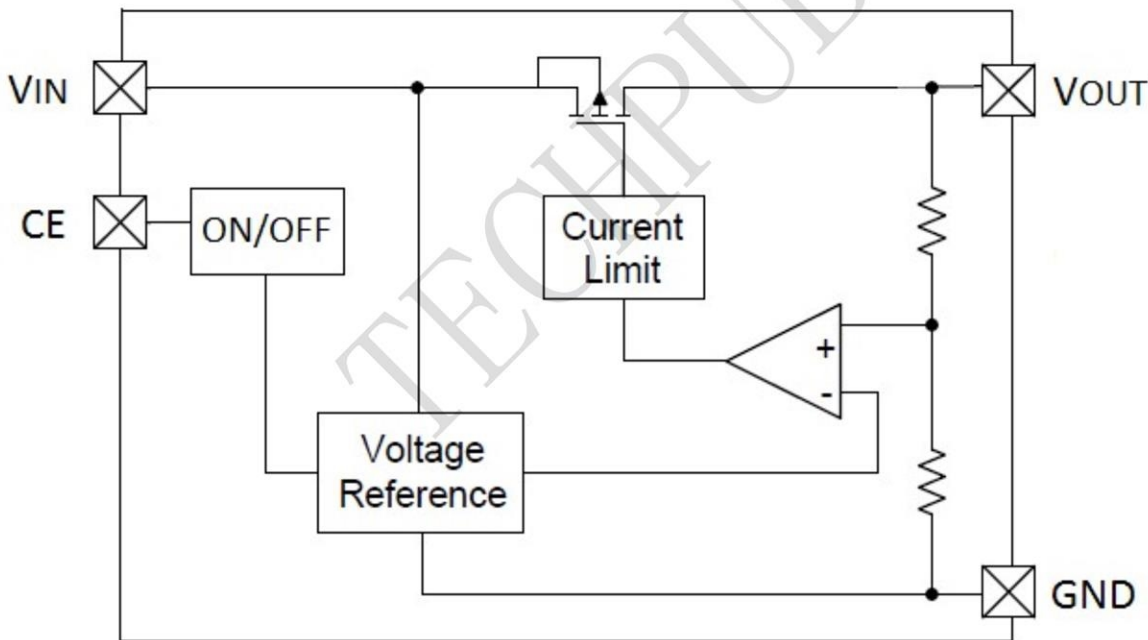 TECHPUB
VIN
VOUT
CE
ON/OFF
Current
Limit
+
-
Voltage
Reference
GND